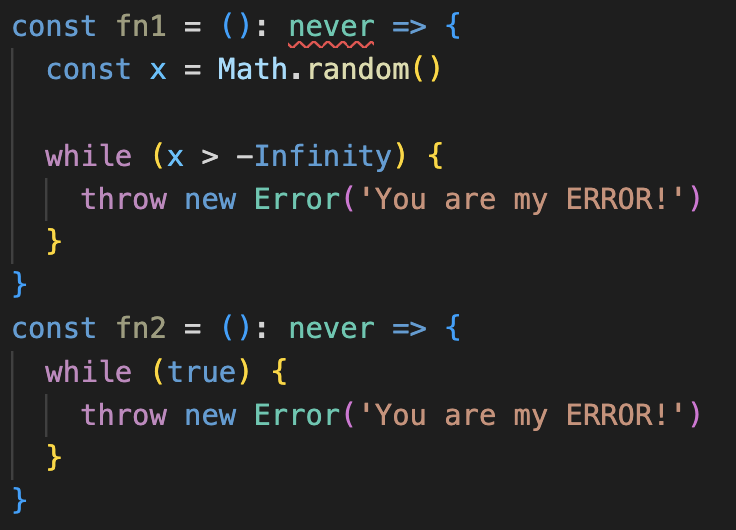 const fn1 = (): never => {
  const x = Math.random()

  while (x > -Infinity) {
    throw new Error('You are my ERROR!')
  }
}
const fn2 = (): never => {
  while (true) {
    throw new Error('You are my ERROR!')
  }
}